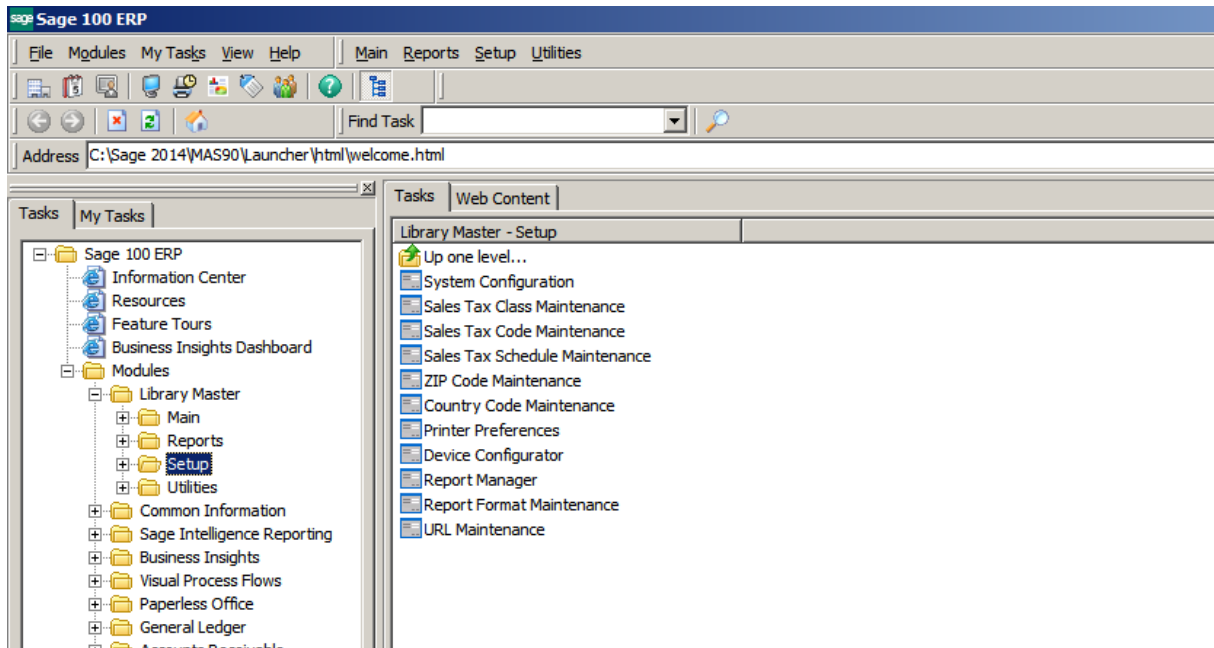 sage Sage 100 ERP
File Modules My Tasks View Help Main Reports Setup Utilities
Find Task
Address C:\Sage 2014\MAS90\Launcher\html\welcome.html
Tasks My Tasks
Sage 100 ERP
Information Center
Resources
Feature Tours
Business Insights Dashboard
Modules
Library Master
Main
Reports
Setup
Utilities
Common Information
Sage Intelligence Reporting
Business Insights
Visual Process Flows
Paperless Office
General Ledger
Accounts Receivable
Tasks Web Content
Library Master - Setup
Up one level...
System Configuration
Sales Tax Class Maintenance
Sales Tax Code Maintenance
Sales Tax Schedule Maintenance
ZIP Code Maintenance
Country Code Maintenance
Printer Preferences
Device Configurator
Report Manager
Report Format Maintenance
URL Maintenance